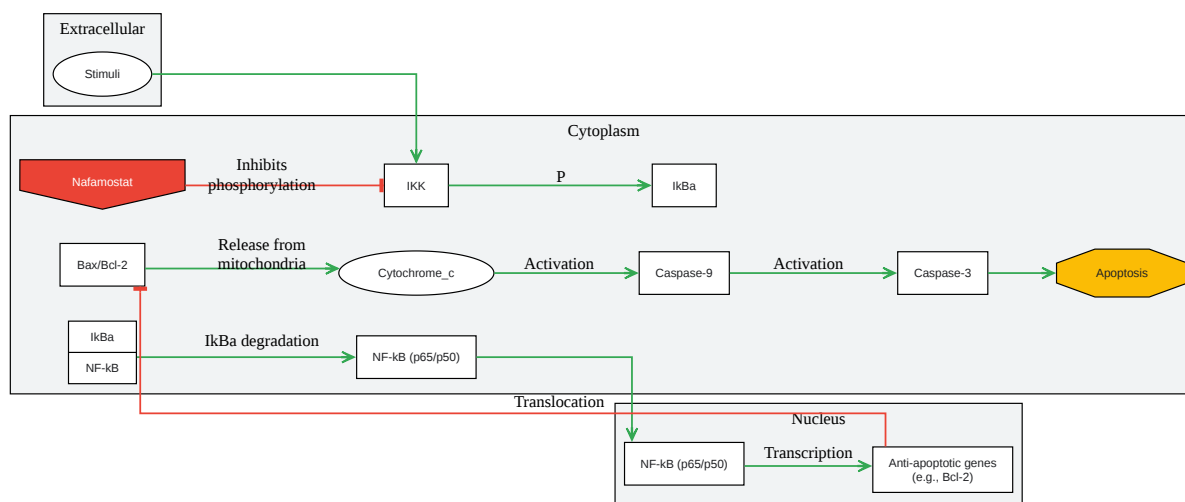 Extracellular
Stimuli
Cytoplasm
Nafamostat
Inhibits
phosphorylation
IKK
P
IkBa
Bax/Bcl-2
Release from
mitochondria
Cytochrome_c
Activation
Caspase-9
Activation
Caspase-3
Apoptosis
IkBa
NF-kB
IkBa degradation
NF-kB (p65/p50)
Translocation
Nucleus
NF-kB (p65/p50)
Transcription
Anti-apoptotic genes
(e.g., Bcl-2)